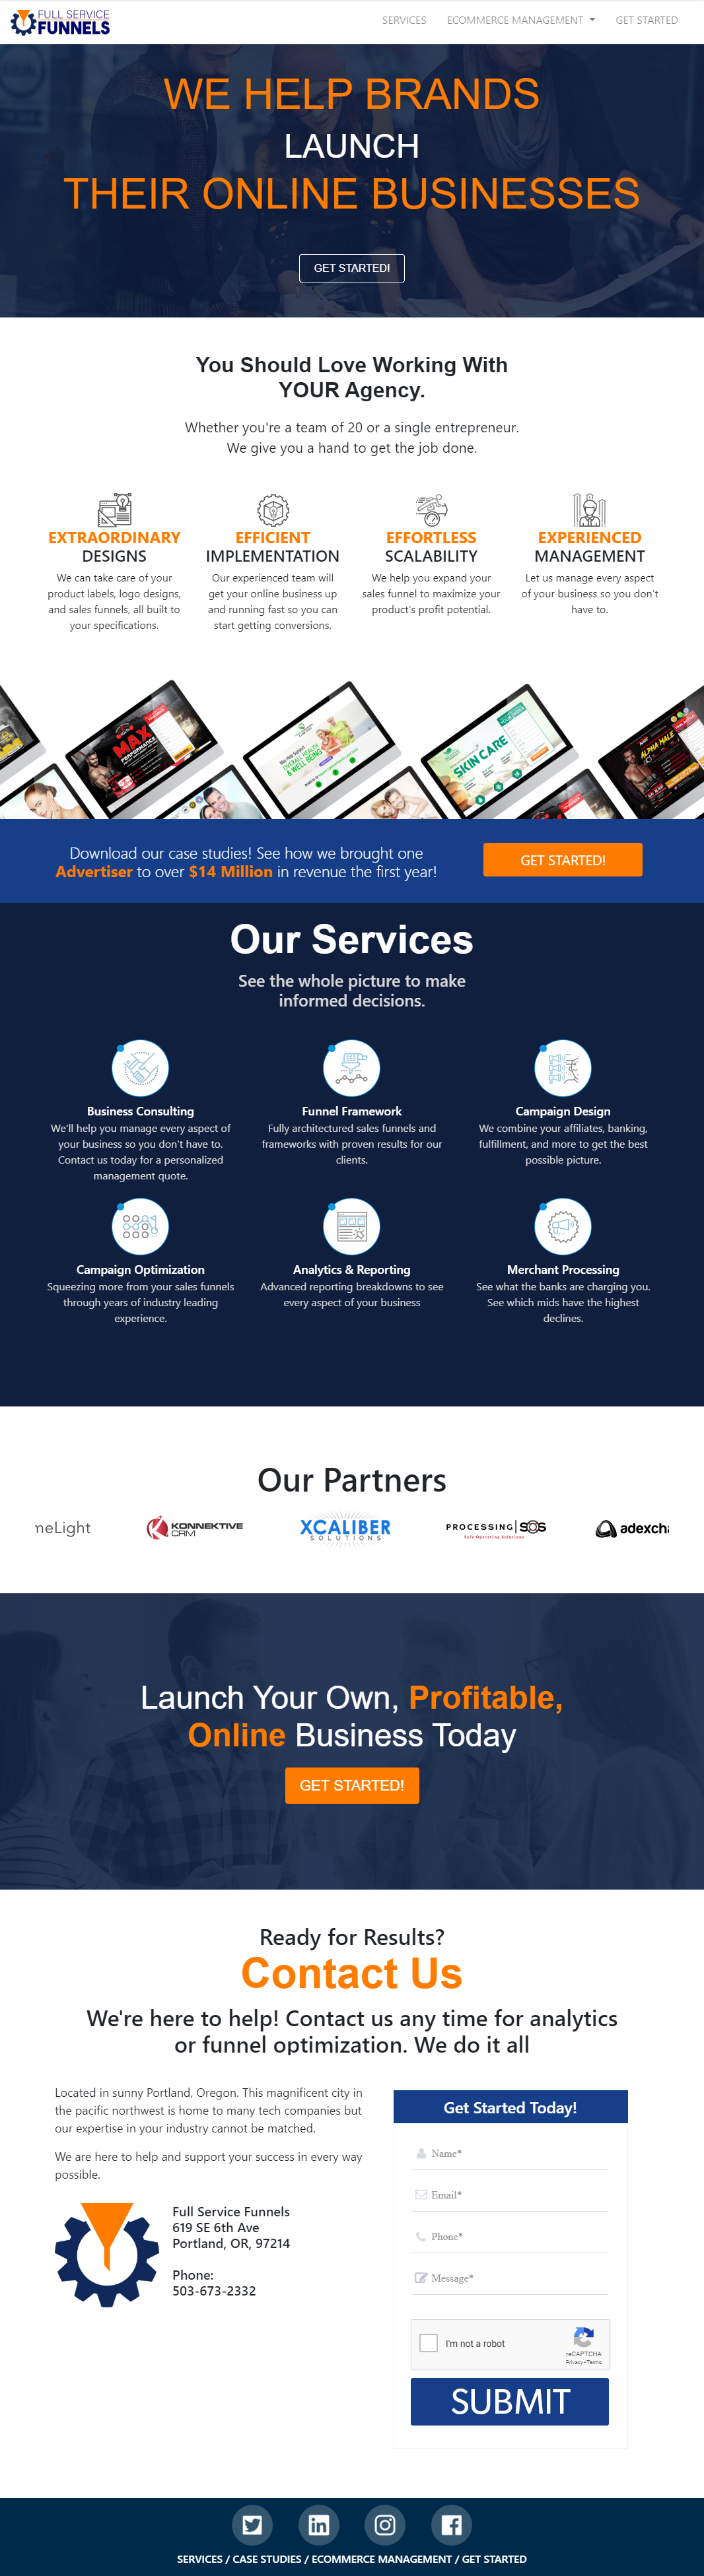 FULL SERVICE
FUNNELS
SERVICES
ECOMMERCE MANAGEMENT
GET STARTED
WE HELP BRANDS
LAUNCH
THEIR ONLINE BUSINESSES
GET STARTED!
You Should Love Working With
YOUR Agency.
Whether you're a team of 20 or a single entrepreneur.
We give you a hand to get the job done.
EXTRAORDINARY
DESIGNS
We can take care of your
product labels, logo designs,
and sales funnels, all built to
your specifications.
EFFICIENT
IMPLEMENTATION
Our experienced team will
get your online business up
and running fast so you can
start getting conversions.
EFFORTLESS
SCALABILITY
We help you expand your
sales funnel to maximize your
product's profit potential.
EXPERIENCED
MANAGEMENT
Let us manage every aspect
of your business so you don't
have to.
MAX
OVERALL HEALTH
& WELL BEING
SKIN CARE
ALPHA MALE
Download our case studies! See how we brought one
Advertiser to over $14 Million in revenue the first year!
GET STARTED!
Our Services
See the whole picture to make
informed decisions.
Business Consulting
We'll help you manage every aspect of
your business so you don't have to.
Contact us today for a personalized
management quote.
Funnel Framework
Fully architectured sales funnels and
frameworks with proven results for our
clients.
Campaign Design
We combine your affiliates, banking,
fulfillment, and more to get the best
possible picture.
Campaign Optimization
Squeezing more from your sales funnels
through years of industry leading
experience.
Analytics & Reporting
Advanced reporting breakdowns to see
every aspect of your business
Merchant Processing
See what the banks are charging you.
See which mids have the highest
declines.
Our Partners
meLight
KONNEKTIVE
CRM
XCALIBER
SOLUTIONS
PROCESSING|SOS
Safe Operating Solutions
adexcha
Launch Your Own, Profitable,
Online Business Today
GET STARTED!
Ready for Results?
Contact Us
We're here to help! Contact us any time for analytics
or funnel optimization. We do it all
Located in sunny Portland, Oregon. This magnificent city in
the pacific northwest is home to many tech companies but
our expertise in your industry cannot be matched.
We are here to help and support your success in every way
possible.
Full Service Funnels
619 SE 6th Ave
Portland, OR, 97214
Phone:
503-673-2332
Get Started Today!
Name*
Email*
Phone*
Message*
I'm not a robot
reCAPTCHA
Privacy - Terms
SUBMIT
SERVICES / CASE STUDIES / ECOMMERCE MANAGEMENT / GET STARTED